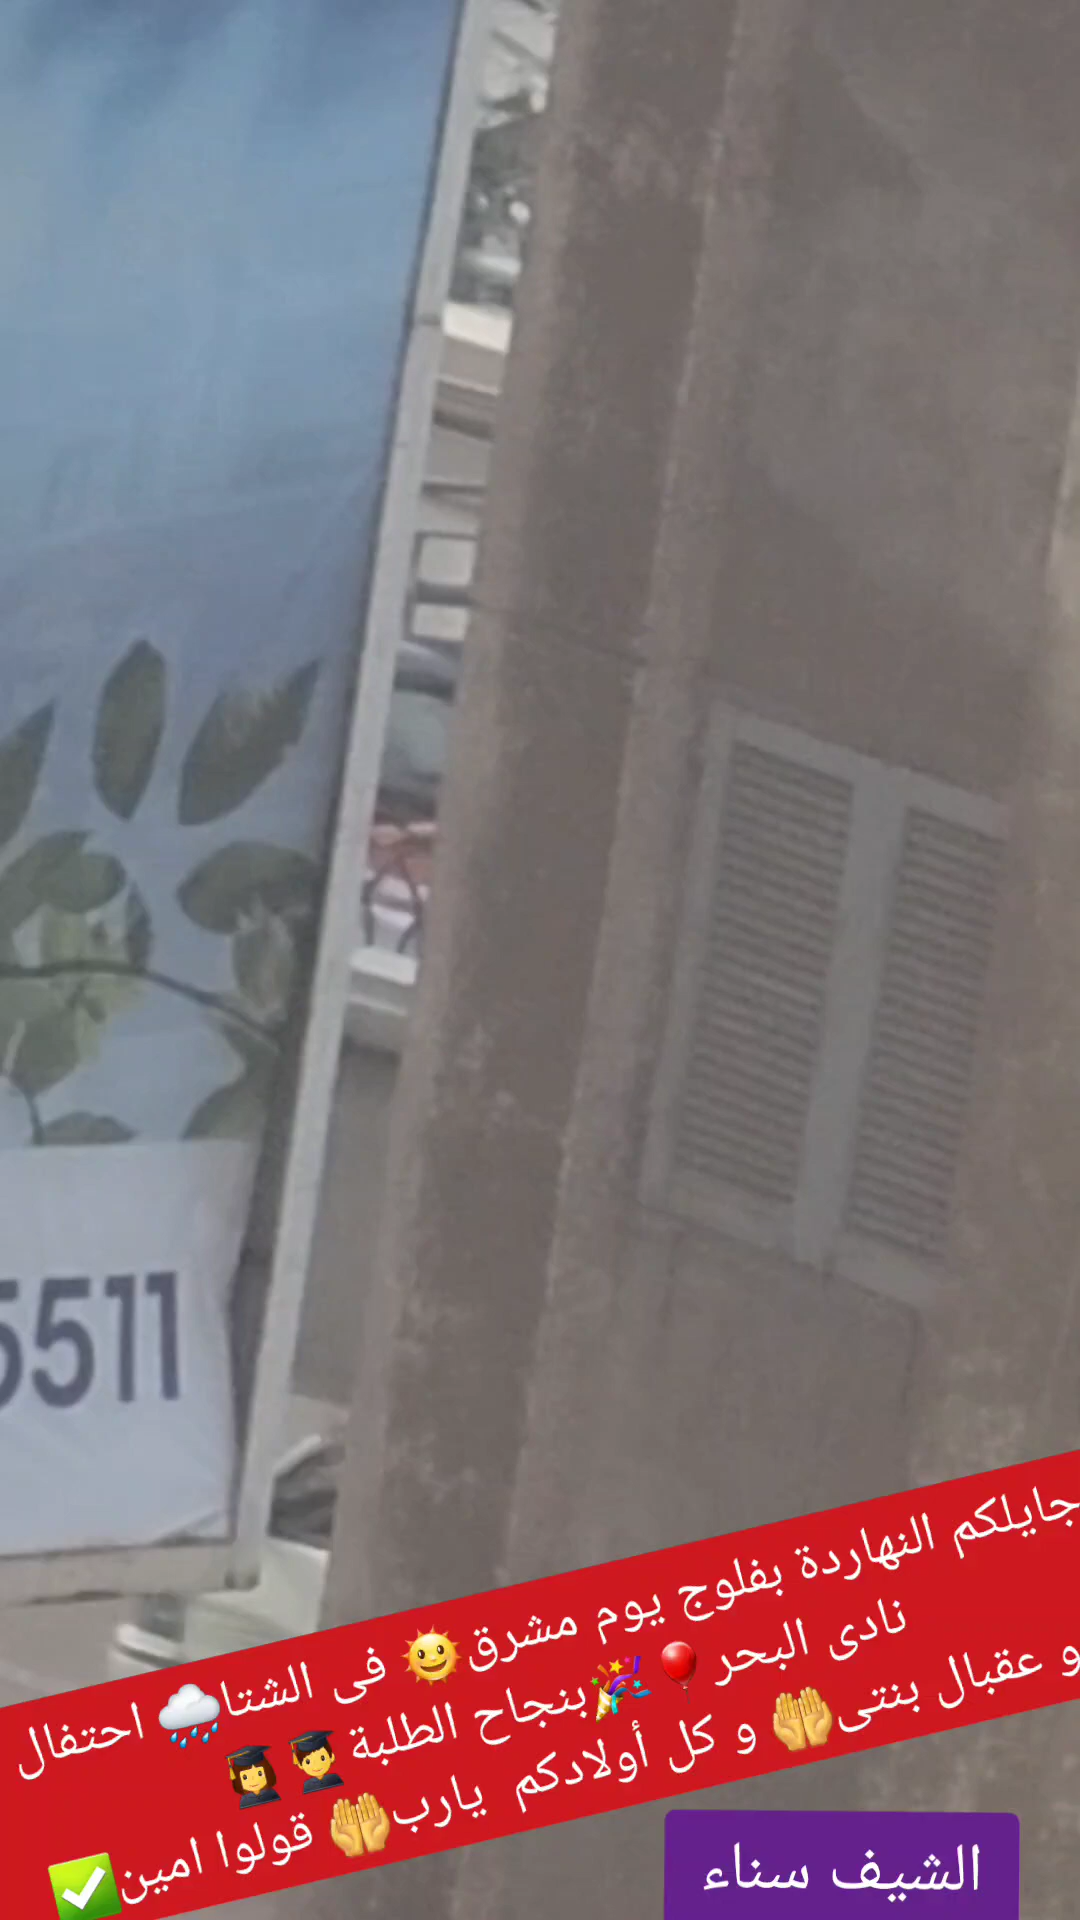 5511
جايلكم النهاردة بفلوج يوم مشرق🌞 فى الشتا🌧️ احتفال
نادى البحر🎈🎉بنجاح الطلبة👨‍🎓👩‍🎓
و عقبال بنتى🤲 و كل أولادكم يارب🤲 قولوا امين✅
الشيف سناء